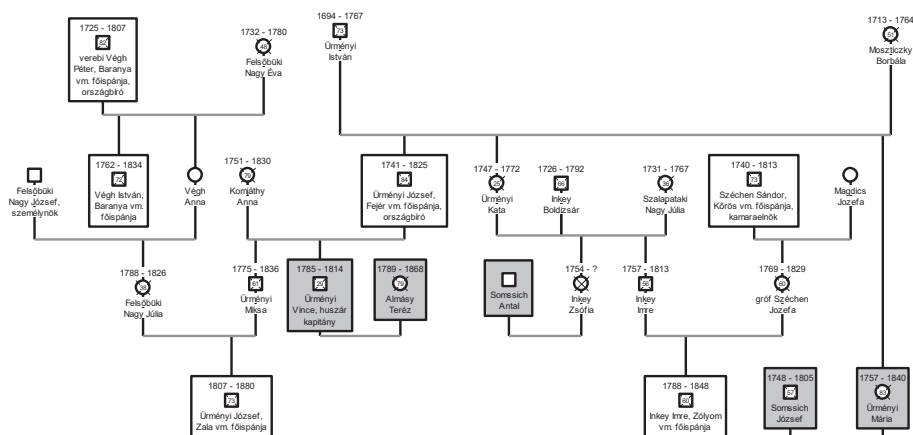 1725 - 1807
82
verebi Végh
Péter, Baranya
vm. főispánja,
országbíró
1732 - 1780
48
Felsőbüki
Nagy Éva
1694 - 1767
73
Ürményi
István
1713 - 1764
51
Moszticzky
Borbála
Felsőbüki
Nagy József,
személynök
1762 - 1834
72
Végh István,
Baranya vm.
főispánja
Végh
Anna
1751 - 1830
79
Komjáthy
Anna
1741 - 1825
84
Ürményi József,
Fejér vm. főispánja,
országbíró
1747 - 1772
25
Ürményi
Kata
1726 - 1792
66
Inkey
Boldizsár
1731 - 1767
36
Szalapataki
Nagy Júlia
1740 - 1813
73
Széchen Sándor,
Kőrös vm. főispánja,
kamaraelnök
Magdics
Jozefa
1788 - 1826
38
Felsőbüki
Nagy Júlia
1775 - 1836
61
Ürményi
Miksa
1785 - 1814
29
Ürményi
Vince, huszár
kapitány
1789 - 1868
79
Almásy
Teréz
Somssich
Antal
1754 - ?
Inkey
Zsófia
1757 - 1813
56
Inkey
Imre
1769 - 1829
60
gróf Széchen
Jozefa
1807 - 1880
73
Ürményi József,
Zala vm. főispánja
1788 - 1848
60
Inkey Imre, Zólyom
vm. főispánja
1748 - 1805
57
Somssich
József
1757 - 1840
83
Ürményi
Mária